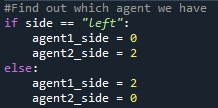 #Find out which agent we have
if side == "left":
    agent1_side = 0
    agent2_side = 2
else:
    agent1_side = 2
    agent2_side = 0